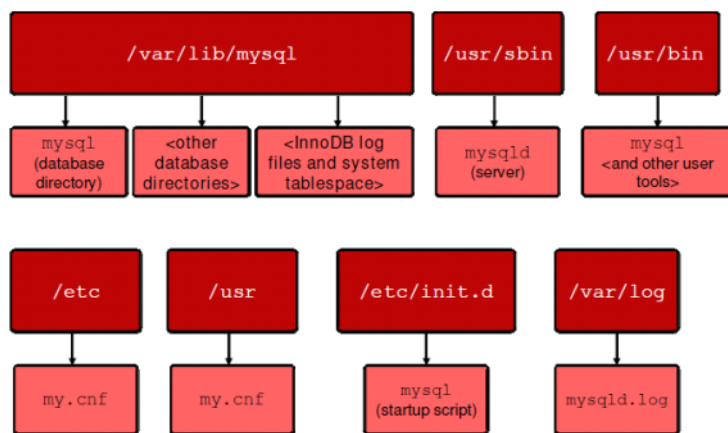 /var/lib/mysql
/usr/sbin
/usr/bin
mysql
(database
directory)
<other
database
directories>
<InnoDB log
files and system
tablespace>
mysqld
(server)
mysql
<and other user
tools>
/etc
/usr
/etc/init.d
/var/log
my.cnf
my.cnf
mysql
(startup script)
mysqld.log